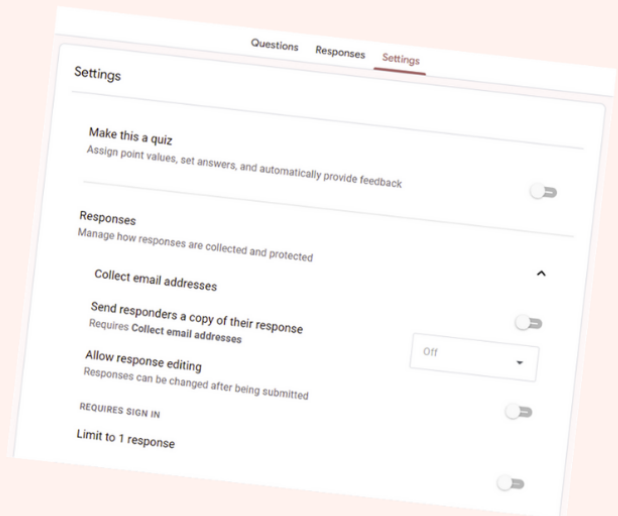 Questions Responses Settings
Settings
Make this a quiz
Assign point values, set answers, and automatically provide feedback
Responses
Manage how responses are collected and protected
Collect email addresses
Send responders a copy of their response
Requires Collect email addresses
Off
Allow response editing
Responses can be changed after being submitted
REQUIRES SIGN IN
Limit to 1 response